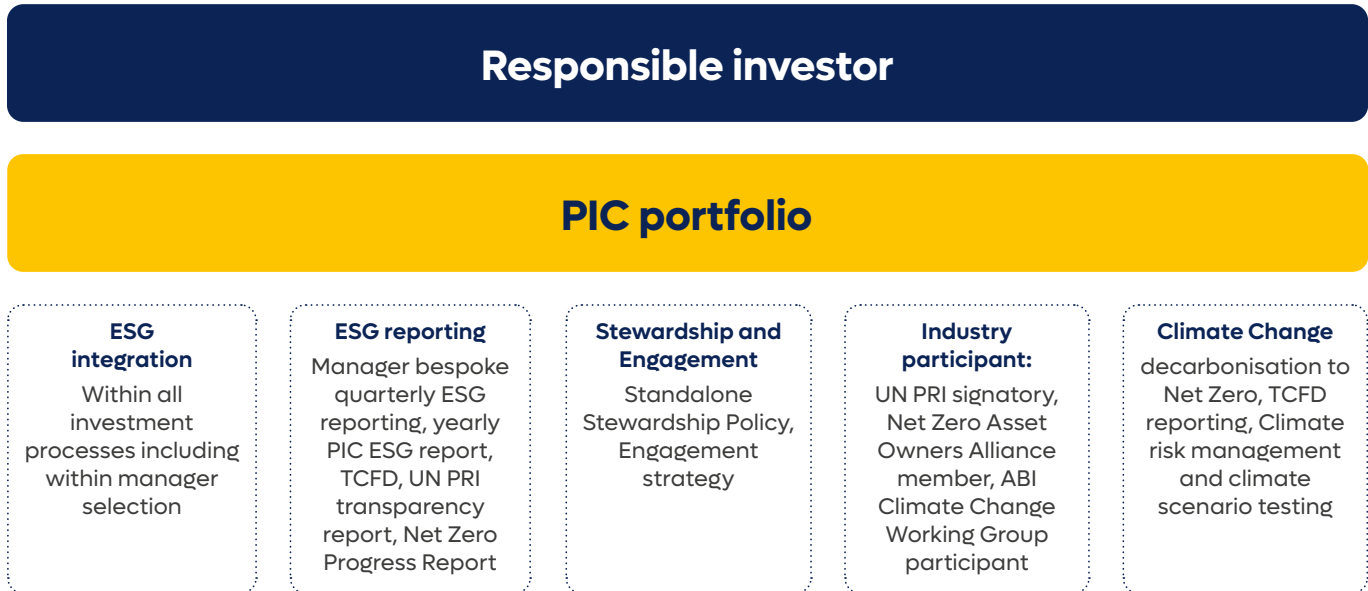 Responsible investor
PIC portfolio
ESG
integration
Within all
investment
processes including
within manager
selection
ESG reporting
Manager bespoke
quarterly ESG
reporting, yearly
PIC ESG report,
TCFD, UN PRI
transparency
report, Net Zero
Progress Report
Stewardship and
Engagement
Standalone
Stewardship Policy,
Engagement
strategy
Industry
participant:
UN PRI signatory,
Net Zero Asset
Owners Alliance
member, ABI
Climate Change
Working Group
participant
Climate Change
decarbonisation to
Net Zero, TCFD
reporting, Climate
risk management
and climate
scenario testing